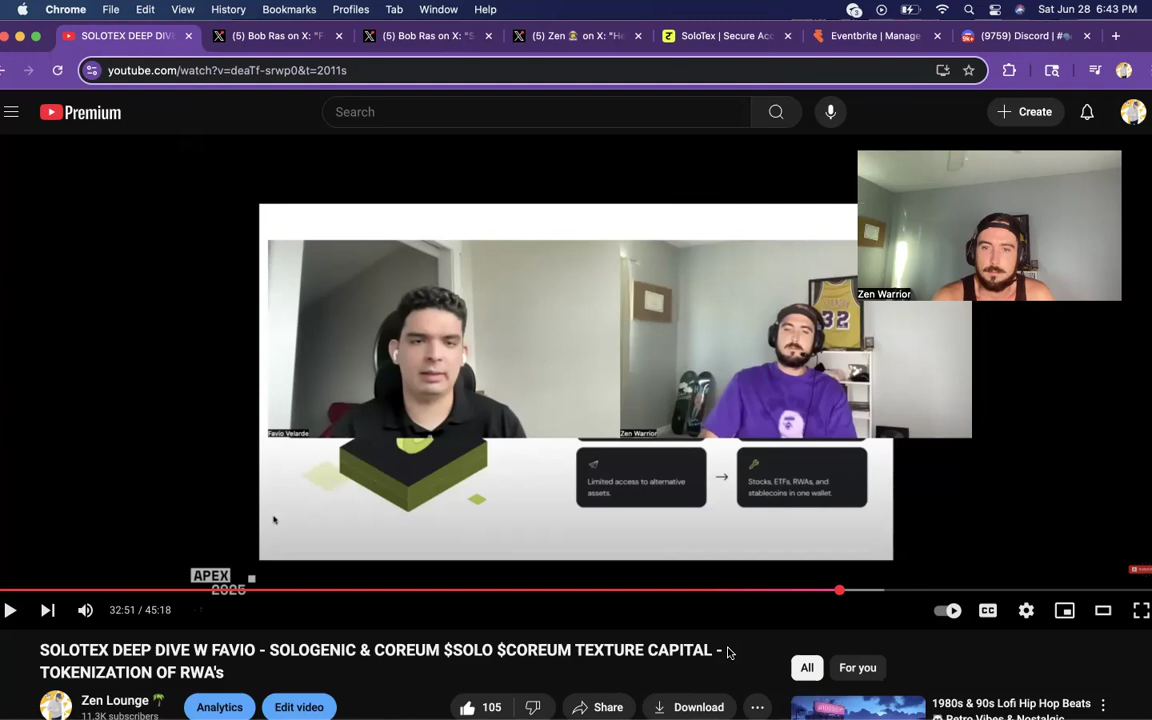 Chrome File Edit View History Bookmarks Profiles Tab Window Help
3
Sat Jun 28 6:43 PM
SOLOTEX DEEP DIVE
(5) Bob Ras on X: "F
(5) Bob Ras on X: "S
(5) Zen on X: "He
SoloTex | Secure Acc
Eventbrite | Manage
(9759) Discord | #
youtube.com/watch?v=deaTf-srwp0&t=2011s
Premium
Search
Create
Zen Warrior
32
Favio Velarde
Zen Warrior
Limited access to alternative
assets.
Stocks, ETFs, RWAs, and
stablecoins in one wallet.
APEX
2025
32:51 / 45:18
CC
SOLOTEX DEEP DIVE W FAVIO - SOLOGENIC & COREUM $SOLO $COREUM TEXTURE CAPITAL -
TOKENIZATION OF RWA's
All
For you
Zen Lounge
11.3K subscribers
Analytics
Edit video
105
Share
Download
1980s & 90s Lofi Hip Hop Beats
Retro Vibes & Nostalgic